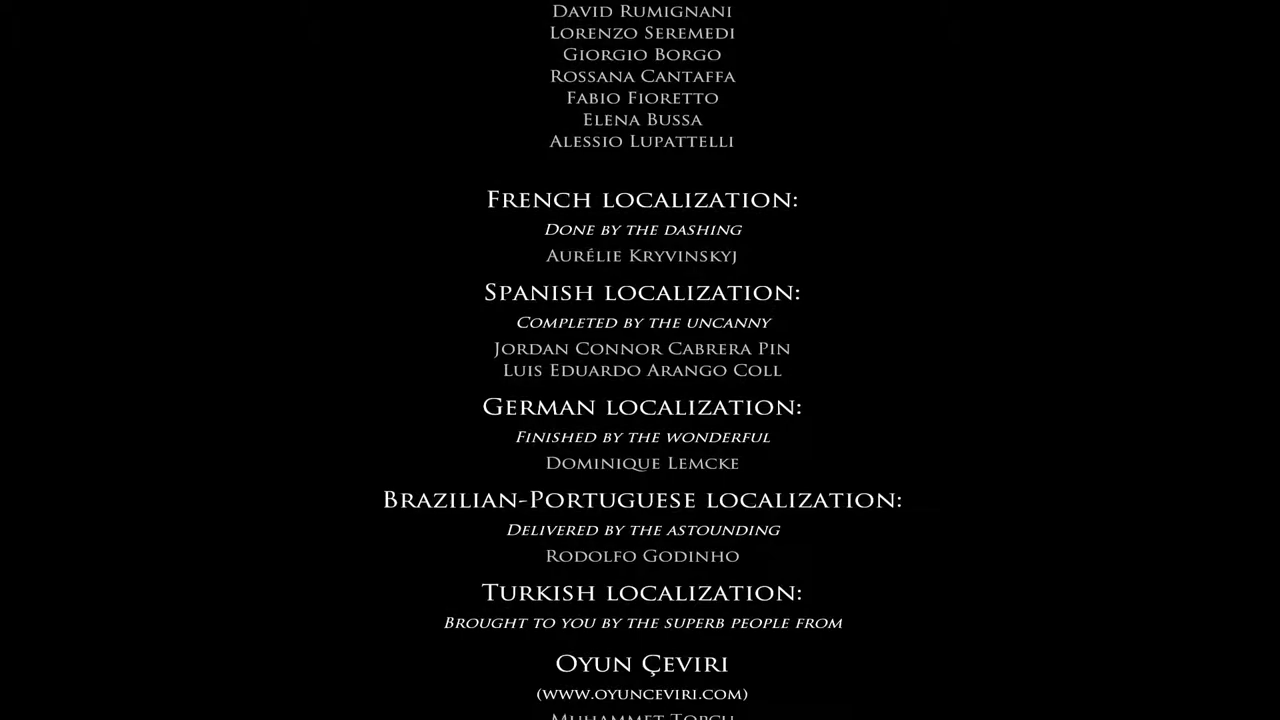 David Rumignani
Lorenzo Seremedi
Giorgio Borgo
Rossana Cantaffa
Fabio Fioretto
Elena Bussa
Alessio Lupattelli
French localization:
Done by the dashing
Aurélie Kryvinskyj
Spanish localization:
Completed by the uncanny
Jordan Connor Cabrera Pin
Luis Eduardo Arango Coll
German localization:
Finished by the wonderful
Dominique Lemcke
Brazilian-Portuguese localization:
Delivered by the astounding
Rodolfo Godinho
Turkish localization:
Brought to you by the superb people from
Oyun Çeviri
(www.oyunceviri.com)
Muhammet Topcu